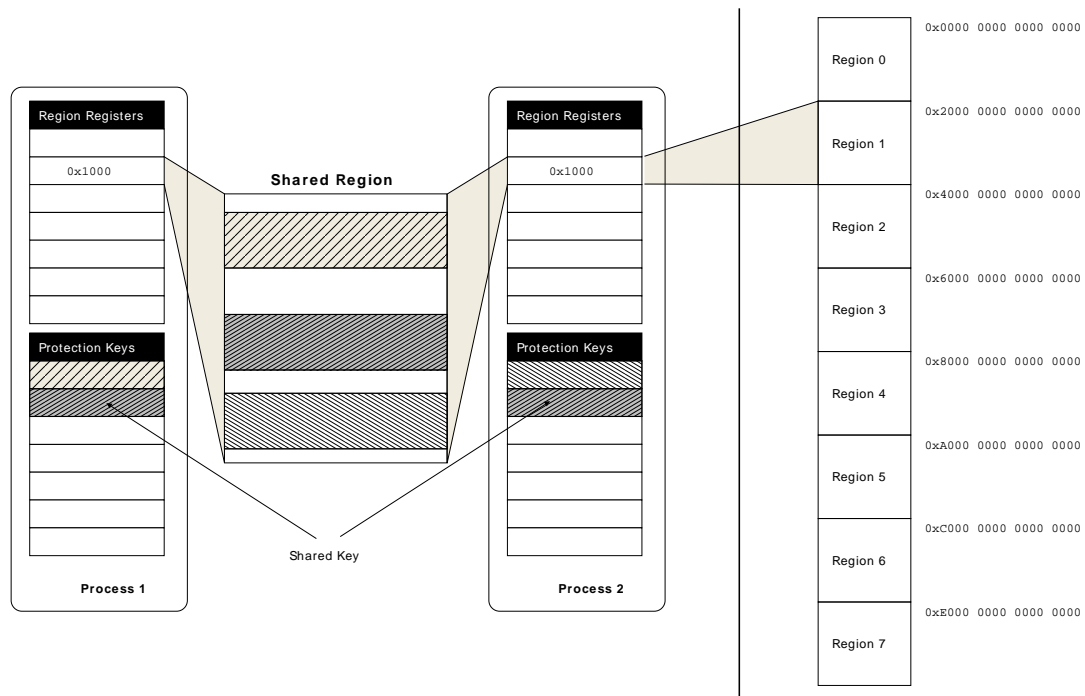 Region Registers
0x1000
Protection Keys
Process 1
Shared Region
Shared Key
Region Registers
0x1000
Protection Keys
Process 2
0x0000 0000 0000 0000
Region 0
0x2000 0000 0000 0000
Region 1
0x4000 0000 0000 0000
Region 2
0x6000 0000 0000 0000
Region 3
0x8000 0000 0000 0000
Region 4
0xA000 0000 0000 0000
Region 5
0xC000 0000 0000 0000
Region 6
0xE000 0000 0000 0000
Region 7